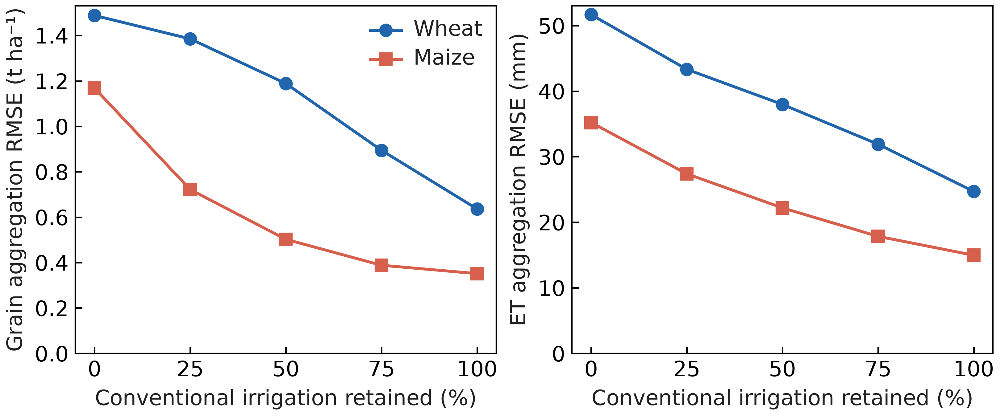 Grain aggregation RMSE (t ha⁻¹)
1.4
1.2
1.0
0.8
0.6
0.4
0.2
0.0
0 25 50 75 100
Conventional irrigation retained (%)
Wheat
Maize
ET aggregation RMSE (mm)
50
40
30
20
10
0
0 25 50 75 100
Conventional irrigation retained (%)